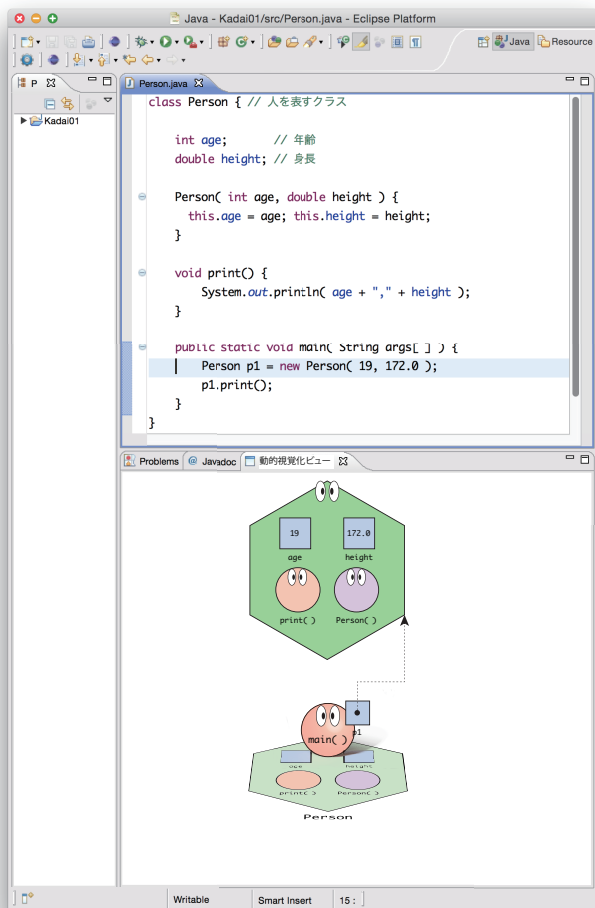 Java - Kadai01/src/Person.java - Eclipse Platform
Java Resource
P
Kadai01
Person.java
class Person { // 人を表すクラス
int age; // 年齢
double height; // 身長
Person( int age, double height ) {
this.age = age; this.height = height;
}
void print() {
System.out.println( age + "," + height );
}
public static void main( String args[ ] ) {
Person p1 = new Person( 19, 172.0 );
p1.print();
}
}
Problems @ Javadoc 動的視覚化ビュー
19 172.0
age height
print( ) Person( )
p1
main( )
age height
print( ) Person( )
Person
Writable Smart Insert 15 :